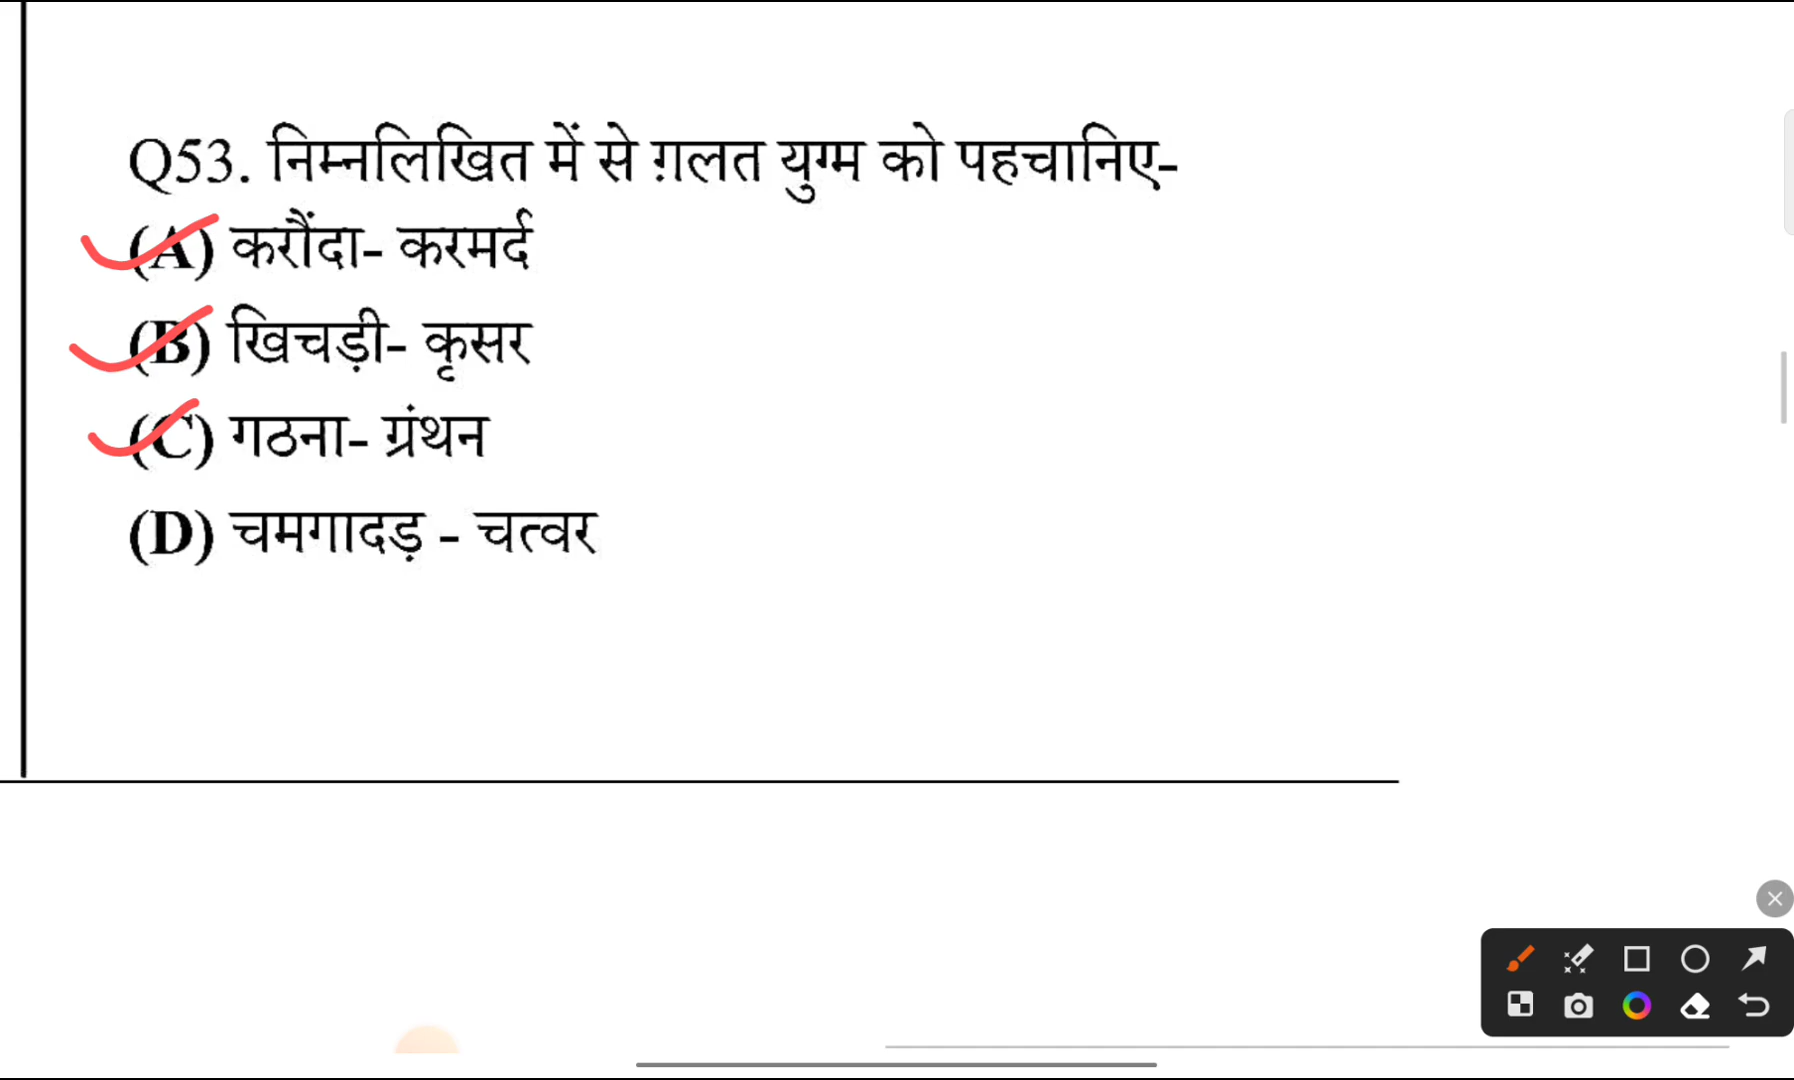 Q53. निम्नलिखित में से ग़लत युग्म को पहचानिए-
(A) करौंदा- करमर्द
(B) खिचड़ी- कृसर
(C) गठना- ग्रंथन
(D) चमगादड़ - चत्वर